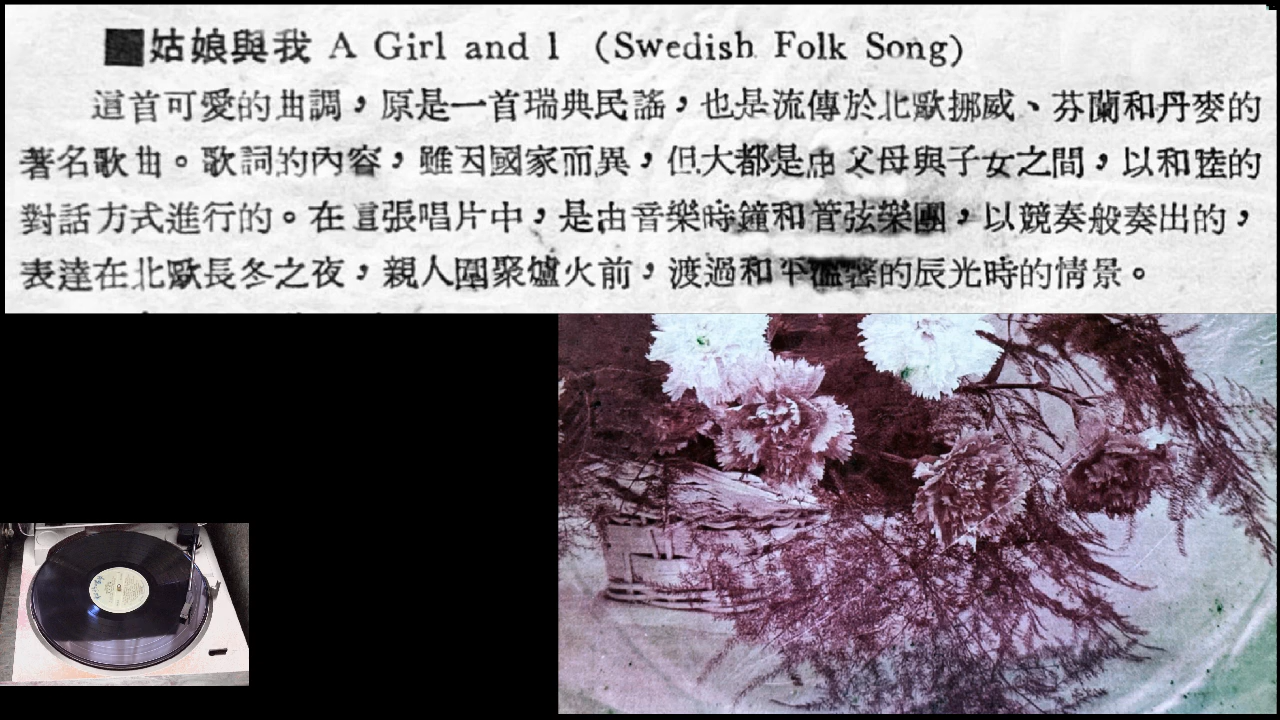 ■姑娘與我 A Girl and I (Swedish Folk Song)
這首可愛的曲調，原是一首瑞典民謠，也是流傳於北歐挪威、芬蘭和丹麥的
著名歌曲。歌詞的內容，雖因國家而異，但大都是由父母與子女之間，以和睦的
對話方式進行的。在這張唱片中，是由音樂時鐘和管弦樂團，以競奏般奏出的，
表達在北歐長冬之夜，親人圍聚爐火前，渡過和平溫馨的辰光時的情景。